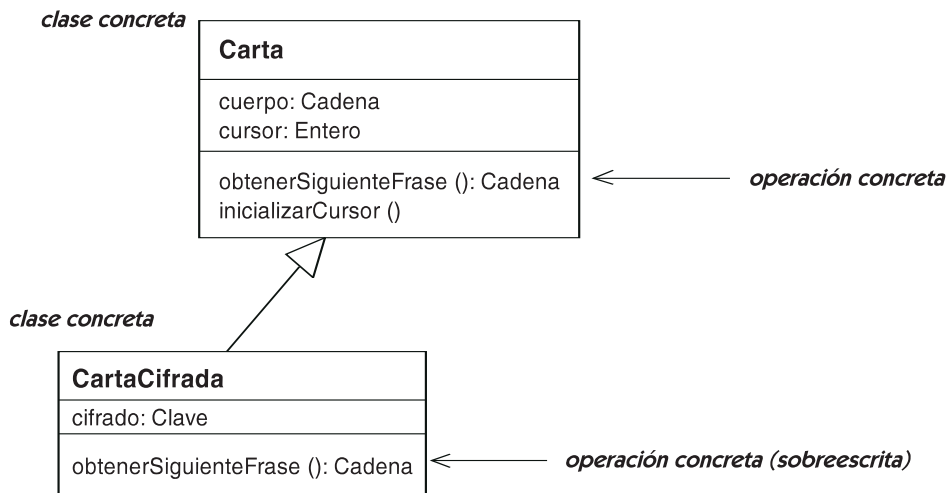 clase concreta
Carta
cuerpo: Cadena
cursor: Entero
obtenerSiguienteFrase (): Cadena
inicializarCursor ()
operación concreta
clase concreta
CartaCifrada
cifrado: Clave
obtenerSiguienteFrase (): Cadena
operación concreta (sobreescrita)